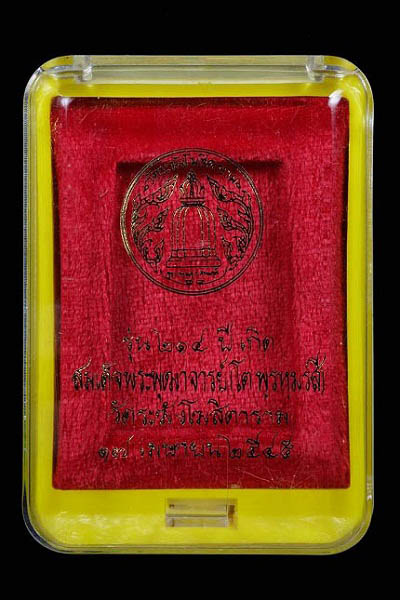 รุ่น ๒๑๔ ปีเกิด
สมเด็จพระพุฒาจารย์(โต พรหมรังสี)
วัดระฆังโฆสิตาราม
เมษายน ๒๕๔๕